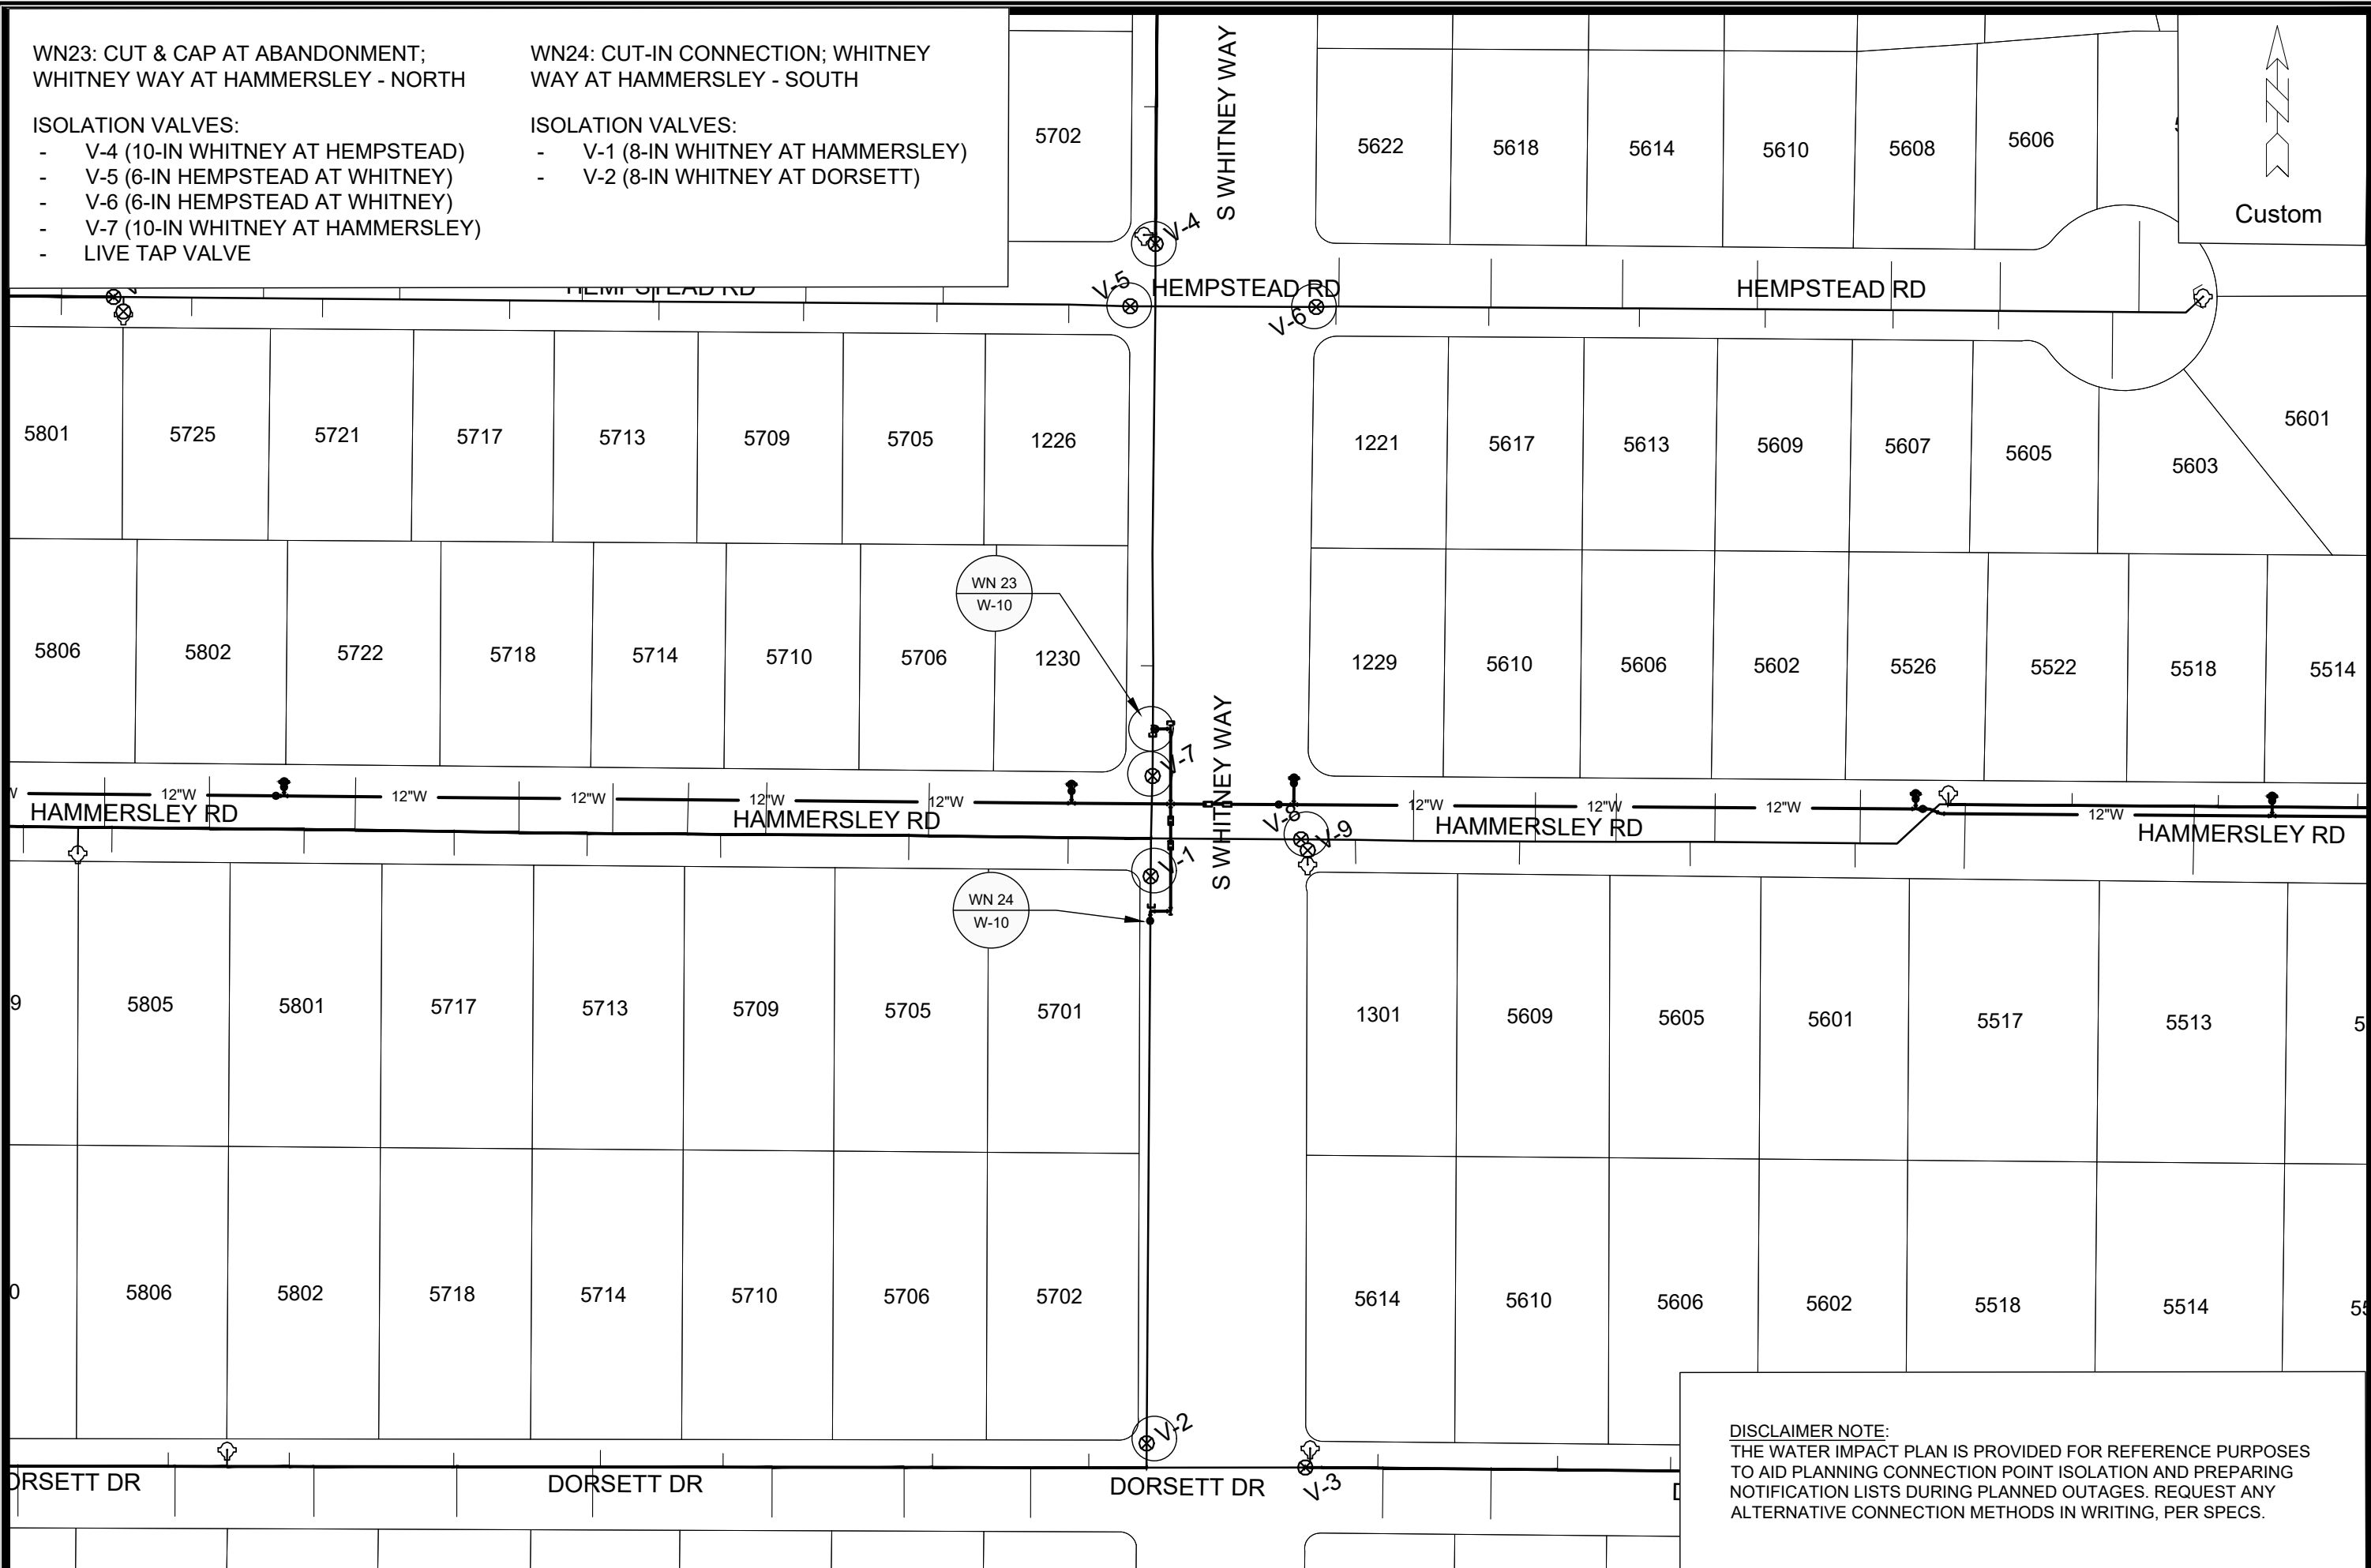 WN23: CUT & CAP AT ABANDONMENT;
WHITNEY WAY AT HAMMERSLEY - NORTH
ISOLATION VALVES:
- V-4 (10-IN WHITNEY AT HEMPSTEAD)
- V-5 (6-IN HEMPSTEAD AT WHITNEY)
- V-6 (6-IN HEMPSTEAD AT WHITNEY)
- V-7 (10-IN WHITNEY AT HAMMERSLEY)
- LIVE TAP VALVE
WN24: CUT-IN CONNECTION; WHITNEY
WAY AT HAMMERSLEY - SOUTH
ISOLATION VALVES:
- V-1 (8-IN WHITNEY AT HAMMERSLEY)
- V-2 (8-IN WHITNEY AT DORSETT)
5702
S WHITNEY WAY
5622
5618
5614
5610
5608
5606
Custom
V-4
V-5
HEMPSTEAD RD
V-6
HEMPSTEAD RD
HEMPSTEAD RD
5801
5725
5721
5717
5713
5709
5705
1226
1221
5617
5613
5609
5607
5605
5603
5601
WN 23
W-10
5806
5802
5722
5718
5714
5710
5706
1230
1229
5610
5606
5602
5526
5522
5518
5514
S WHITNEY WAY
V-7
12"W
12"W
12"W
12"W
12"W
12"W
12"W
12"W
12"W
HAMMERSLEY RD
HAMMERSLEY RD
HAMMERSLEY RD
HAMMERSLEY RD
V-9
V-1
WN 24
W-10
5805
5801
5717
5713
5709
5705
5701
1301
5609
5605
5601
5517
5513
5806
5802
5718
5714
5710
5706
5702
5614
5610
5606
5602
5518
5514
V-2
V-3
DORSETT DR
DORSETT DR
DORSETT DR
DISCLAIMER NOTE:
THE WATER IMPACT PLAN IS PROVIDED FOR REFERENCE PURPOSES
TO AID PLANNING CONNECTION POINT ISOLATION AND PREPARING
NOTIFICATION LISTS DURING PLANNED OUTAGES. REQUEST ANY
ALTERNATIVE CONNECTION METHODS IN WRITING, PER SPECS.